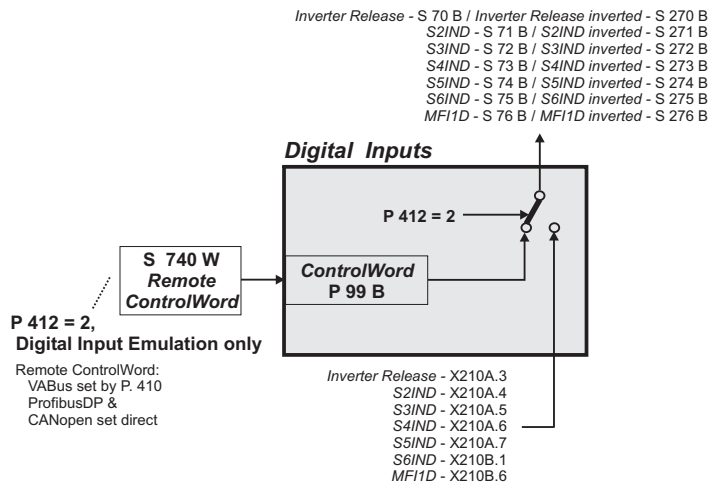 Inverter Release - S 70 B / Inverter Release inverted - S 270 B
S2IND - S 71 B / S2IND inverted - S 271 B
S3IND - S 72 B / S3IND inverted - S 272 B
S4IND - S 73 B / S4IND inverted - S 273 B
S5IND - S 74 B / S5IND inverted - S 274 B
S6IND - S 75 B / S6IND inverted - S 275 B
MFI1D - S 76 B / MFI1D inverted - S 276 B
Digital Inputs
P 412 = 2
S 740 W
Remote
ControlWord
ControlWord
P 99 B
P 412 = 2,
Digital Input Emulation only
Remote ControlWord:
VABus set by P. 410
ProfibusDP &
CANopen set direct
Inverter Release - X210A.3
S2IND - X210A.4
S3IND - X210A.5
S4IND - X210A.6
S5IND - X210A.7
S6IND - X210B.1
MFI1D - X210B.6